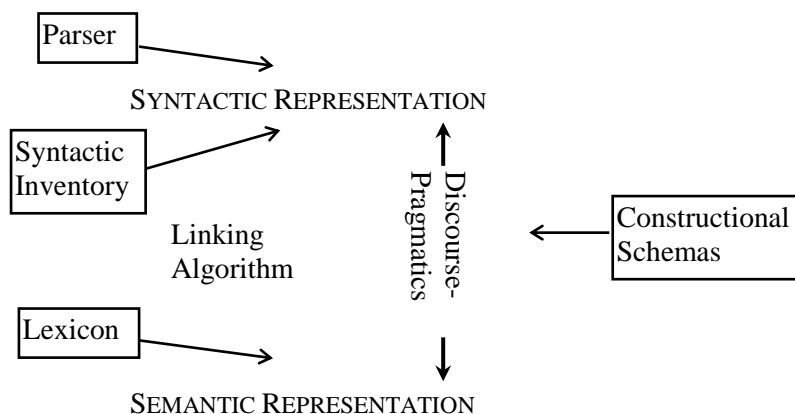 Parser
SYNTACTIC REPRESENTATION
Syntactic
Inventory
Discourse-
Pragmatics
Constructional
Schemas
Linking
Algorithm
Lexicon
SEMANTIC REPRESENTATION